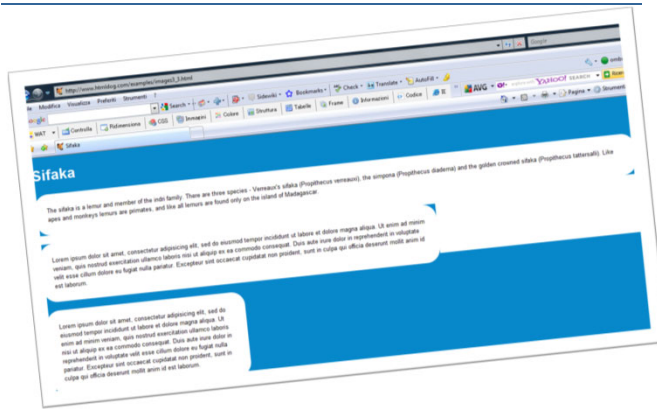 http://www.htmldog.com/examples/images3_3.html
Google
Modifica Visualizza Preferiti Strumenti ?
Search Sidewiki Bookmarks Check Translate AutoFill
AVG YAHOO! SEARCH
WAT Controlla Ridimensiona CSS Immagini Colore Struttura Tabelle Frame Informazioni Codice
Sifaka
Pagina Strumenti
Sifaka
The sifaka is a lemur and member of the indri family. There are three species - Verreaux's sifaka (Propithecus verreauxi), the simpona (Propithecus diadema) and the golden crowned sifaka (Propithecus tattersalli). Like
apes and monkeys lemurs are primates, and like all lemurs are found only on the island of Madagascar.
Lorem ipsum dolor sit amet, consectetur adipisicing elit, sed do eiusmod tempor incididunt ut labore et dolore magna aliqua. Ut enim ad minim
veniam, quis nostrud exercitation ullamco laboris nisi ut aliquip ex ea commodo consequat. Duis aute irure dolor in reprehenderit in voluptate
velit esse cillum dolore eu fugiat nulla pariatur. Excepteur sint occaecat cupidatat non proident, sunt in culpa qui officia deserunt mollit anim id
est laborum.
Lorem ipsum dolor sit amet, consectetur adipisicing elit, sed do
eiusmod tempor incididunt ut labore et dolore magna aliqua. Ut
enim ad minim veniam, quis nostrud exercitation ullamco laboris
nisi ut aliquip ex ea commodo consequat. Duis aute irure dolor in
reprehenderit in voluptate velit esse cillum dolore eu fugiat nulla
pariatur. Excepteur sint occaecat cupidatat non proident, sunt in
culpa qui officia deserunt mollit anim id est laborum.